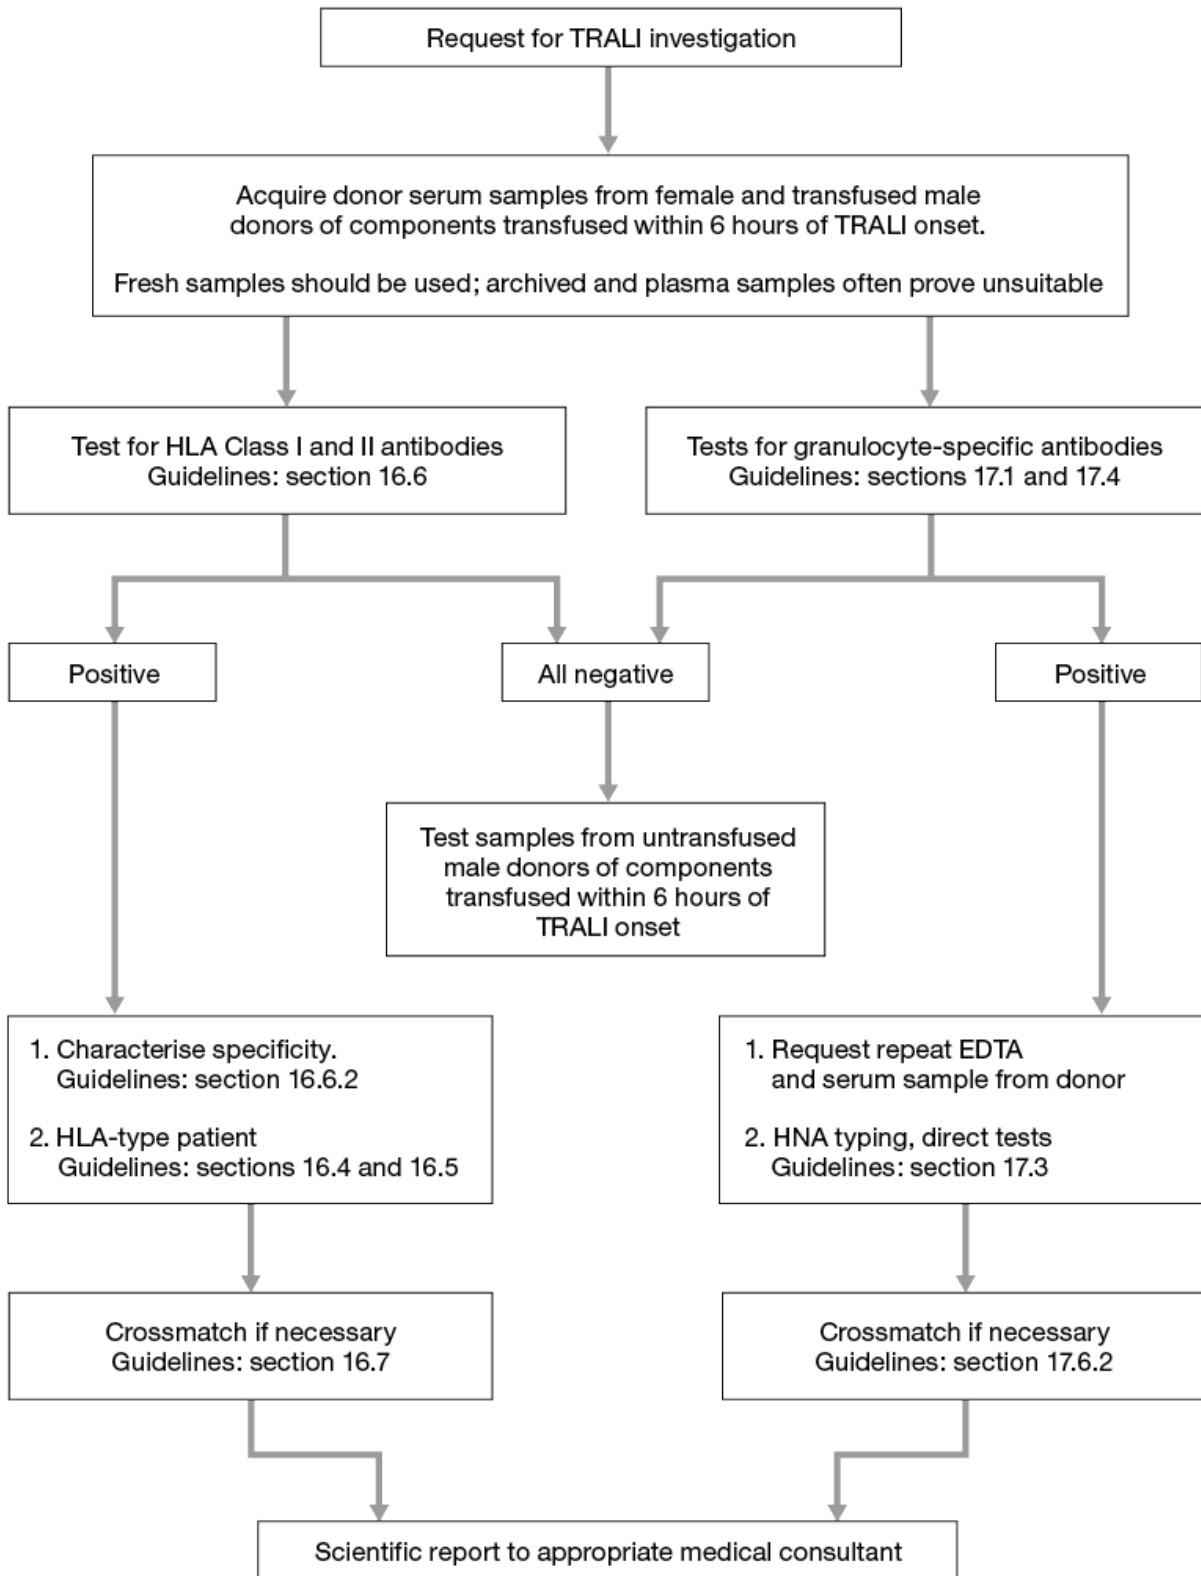 Request for TRALI investigation
Acquire donor serum samples from female and transfused male
donors of components transfused within 6 hours of TRALI onset.
Fresh samples should be used; archived and plasma samples often prove unsuitable
Test for HLA Class I and II antibodies
Guidelines: section 16.6
Tests for granulocyte-specific antibodies
Guidelines: sections 17.1 and 17.4
Positive
All negative
Positive
Test samples from untransfused
male donors of components
transfused within 6 hours of
TRALI onset
1. Characterise specificity.
Guidelines: section 16.6.2
2. HLA-type patient
Guidelines: sections 16.4 and 16.5
1. Request repeat EDTA
and serum sample from donor
2. HNA typing, direct tests
Guidelines: section 17.3
Crossmatch if necessary
Guidelines: section 16.7
Crossmatch if necessary
Guidelines: section 17.6.2
Scientific report to appropriate medical consultant